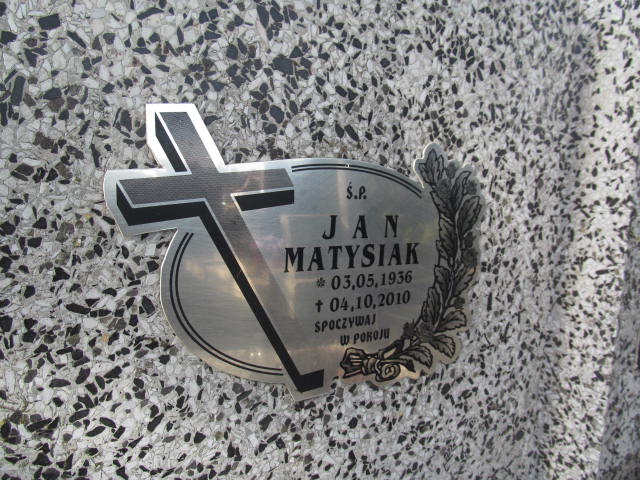 Ś.P.
JAN
MATYSIAK
* 03,05,1936
† 04,10,2010
SPOCZYWAJ
W POKOJU